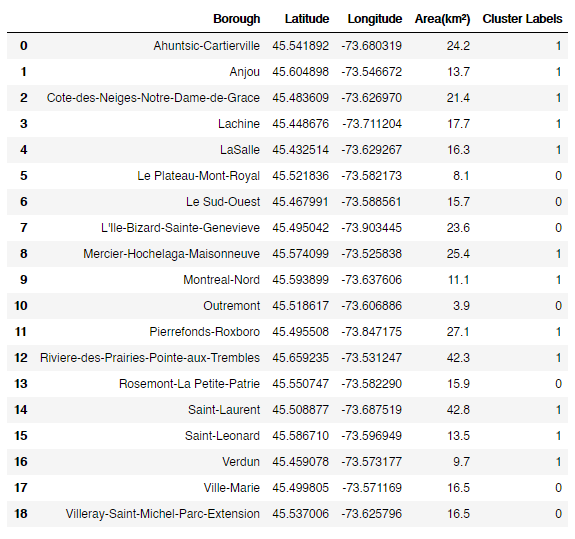 Borough Latitude Longitude Area(km²) Cluster Labels
0 Ahuntsic-Cartierville 45.541892 -73.680319 24.2 1
1 Anjou 45.604898 -73.546672 13.7 1
2 Cote-des-Neiges-Notre-Dame-de-Grace 45.483609 -73.626970 21.4 1
3 Lachine 45.448676 -73.711204 17.7 1
4 LaSalle 45.432514 -73.629267 16.3 1
5 Le Plateau-Mont-Royal 45.521836 -73.582173 8.1 0
6 Le Sud-Ouest 45.467991 -73.588561 15.7 0
7 L'Ile-Bizard-Sainte-Genevieve 45.495042 -73.903445 23.6 0
8 Mercier-Hochelaga-Maisonneuve 45.574099 -73.525838 25.4 1
9 Montreal-Nord 45.593899 -73.637606 11.1 1
10 Outremont 45.518617 -73.606886 3.9 0
11 Pierrefonds-Roxboro 45.495508 -73.847175 27.1 1
12 Riviere-des-Prairies-Pointe-aux-Trembles 45.659235 -73.531247 42.3 1
13 Rosemont-La Petite-Patrie 45.550747 -73.582290 15.9 0
14 Saint-Laurent 45.508877 -73.687519 42.8 1
15 Saint-Leonard 45.586710 -73.596949 13.5 1
16 Verdun 45.459078 -73.573177 9.7 1
17 Ville-Marie 45.499805 -73.571169 16.5 0
18 Villeray-Saint-Michel-Parc-Extension 45.537006 -73.625796 16.5 0